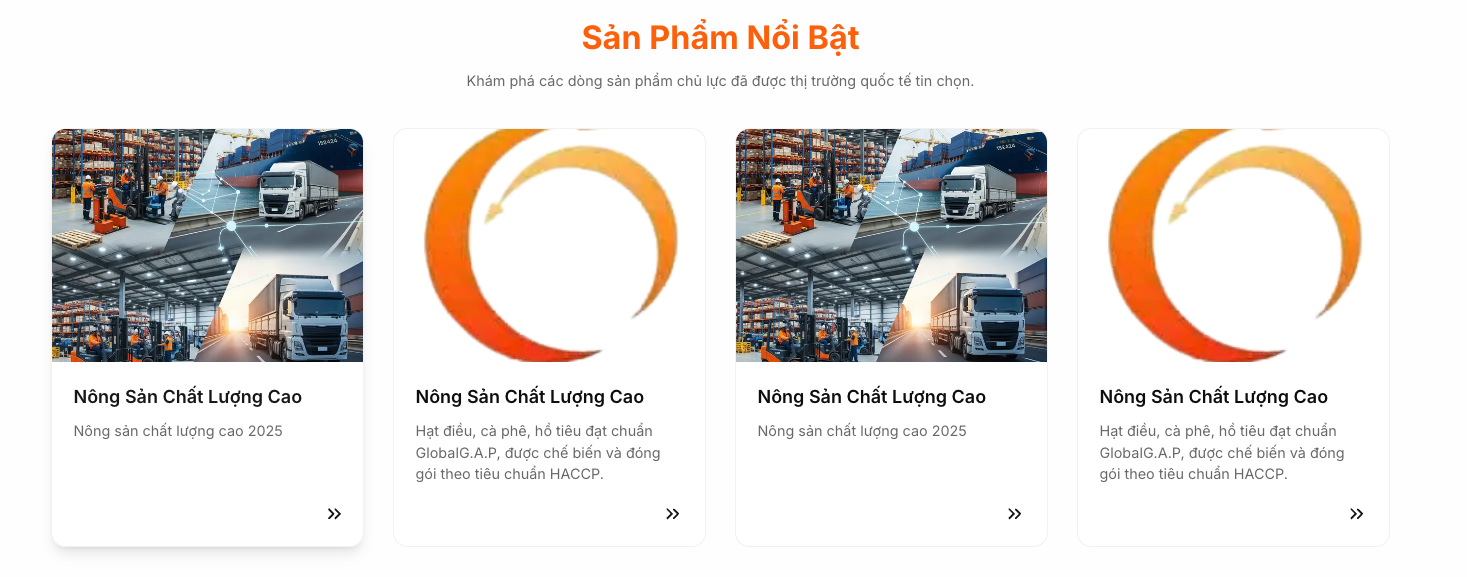 Sản Phẩm Nổi Bật
Khám phá các dòng sản phẩm chủ lực đã được thị trường quốc tế tin chọn.
Nông Sản Chất Lượng Cao
Nông sản chất lượng cao 2025
Nông Sản Chất Lượng Cao
Hạt điều, cà phê, hồ tiêu đạt chuẩn
GlobalG.A.P, được chế biến và đóng
gói theo tiêu chuẩn HACCP.
Nông Sản Chất Lượng Cao
Nông sản chất lượng cao 2025
Nông Sản Chất Lượng Cao
Hạt điều, cà phê, hồ tiêu đạt chuẩn
GlobalG.A.P, được chế biến và đóng
gói theo tiêu chuẩn HACCP.